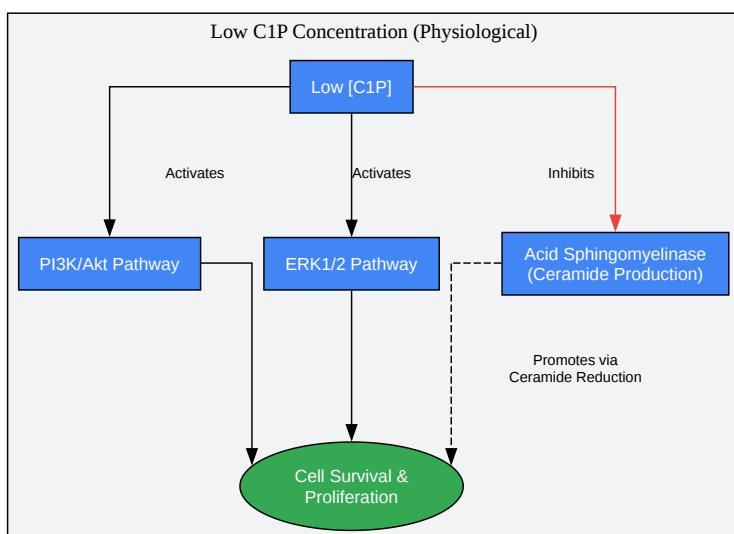 Low C1P Concentration (Physiological)
Low [C1P]
Activates
Activates
Inhibits
PI3K/Akt Pathway
ERK1/2 Pathway
Acid Sphingomyelinase
(Ceramide Production)
Promotes via
Ceramide Reduction
Cell Survival &
Proliferation